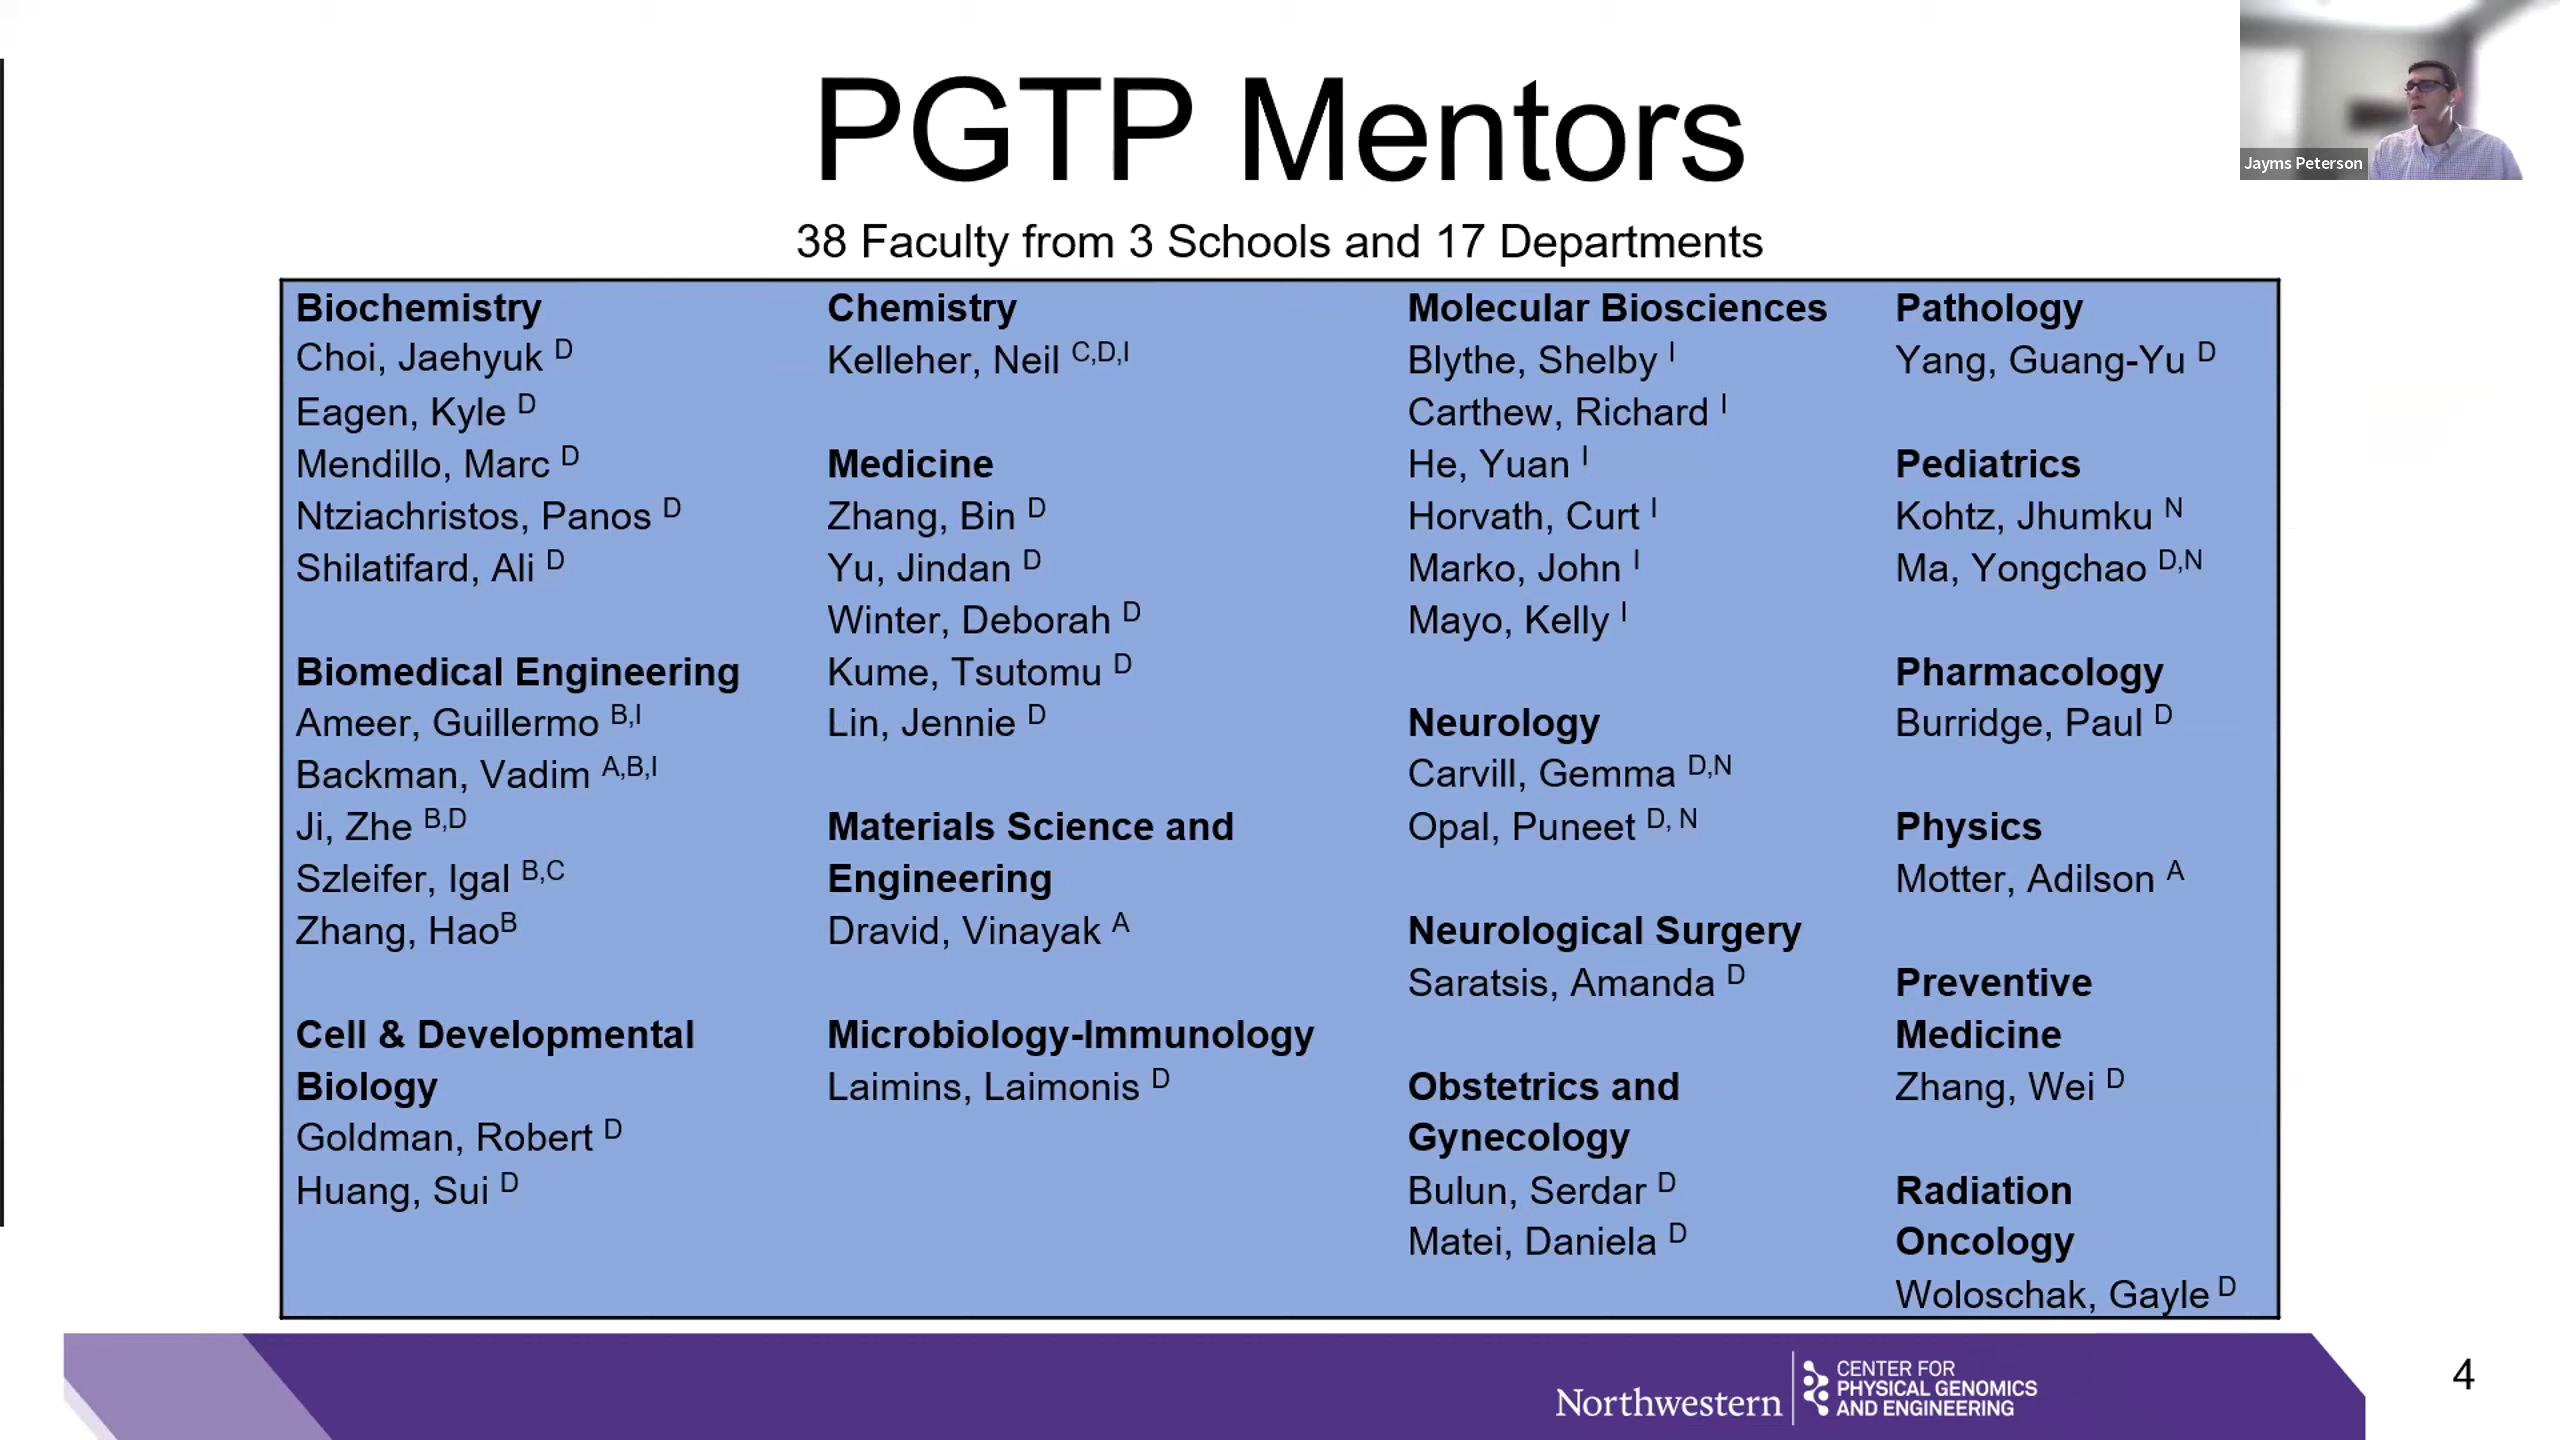 PGTP Mentors
38 Faculty from 3 Schools and 17 Departments
Jayms Peterson
Biochemistry
Choi, Jaehyuk D
Eagen, Kyle D
Mendillo, Marc D
Ntziachristos, Panos D
Shilatifard, Ali D
Biomedical Engineering
Ameer, Guillermo B,I
Backman, Vadim A,B,I
Ji, Zhe B,D
Szleifer, Igal B,C
Zhang, HaoB
Cell & Developmental
Biology
Goldman, Robert D
Huang, Sui D
Chemistry
Kelleher, Neil C,D,I
Medicine
Zhang, Bin D
Yu, Jindan D
Winter, Deborah D
Kume, Tsutomu D
Lin, Jennie D
Materials Science and
Engineering
Dravid, Vinayak A
Microbiology-Immunology
Laimins, Laimonis D
Molecular Biosciences
Blythe, Shelby I
Carthew, Richard I
He, Yuan I
Horvath, Curt I
Marko, John I
Mayo, Kelly I
Neurology
Carvill, Gemma D,N
Opal, Puneet D, N
Neurological Surgery
Saratsis, Amanda D
Obstetrics and
Gynecology
Bulun, Serdar D
Matei, Daniela D
Pathology
Yang, Guang-Yu D
Pediatrics
Kohtz, Jhumku N
Ma, Yongchao D,N
Pharmacology
Burridge, Paul D
Physics
Motter, Adilson A
Preventive
Medicine
Zhang, Wei D
Radiation
Oncology
Woloschak, Gayle D
Northwestern
CENTER FOR
PHYSICAL GENOMICS
AND ENGINEERING
4